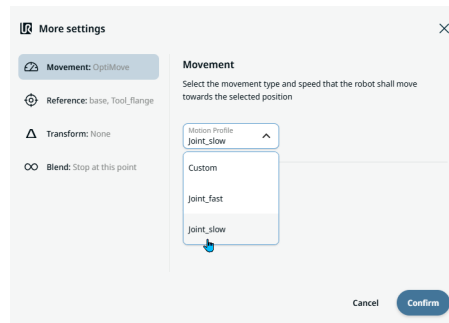 More settings
Movement: OptiMove
Reference: base, Tool_flange
Transform: None
Blend: Stop at this point
Movement
Select the movement type and speed that the robot shall move
towards the selected position
Motion Profile
Joint_slow
Custom
Joint_fast
Joint_slow
Cancel
Confirm